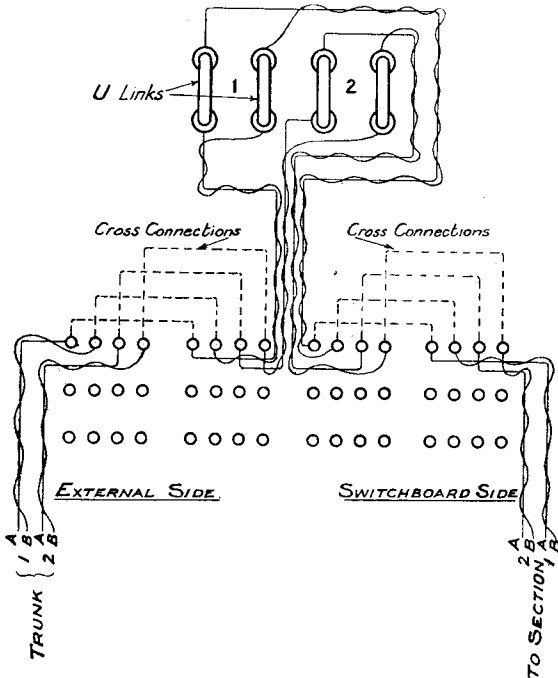 1
2
U Links
Cross Connections
Cross Connections
EXTERNAL SIDE.
SWITCHBOARD SIDE
A B A B
1 2
TRUNK
A B A B
2 1
TO SECTION